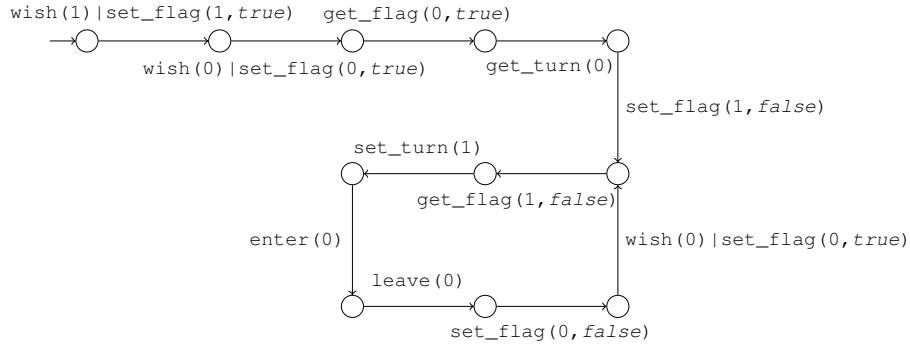 wish(1)|set_flag(1,true)
get_flag(0,true)
wish(0)|set_flag(0,true)
get_turn(0)
set_flag(1,false)
set_turn(1)
get_flag(1,false)
enter(0)
wish(0)|set_flag(0,true)
leave(0)
set_flag(0,false)